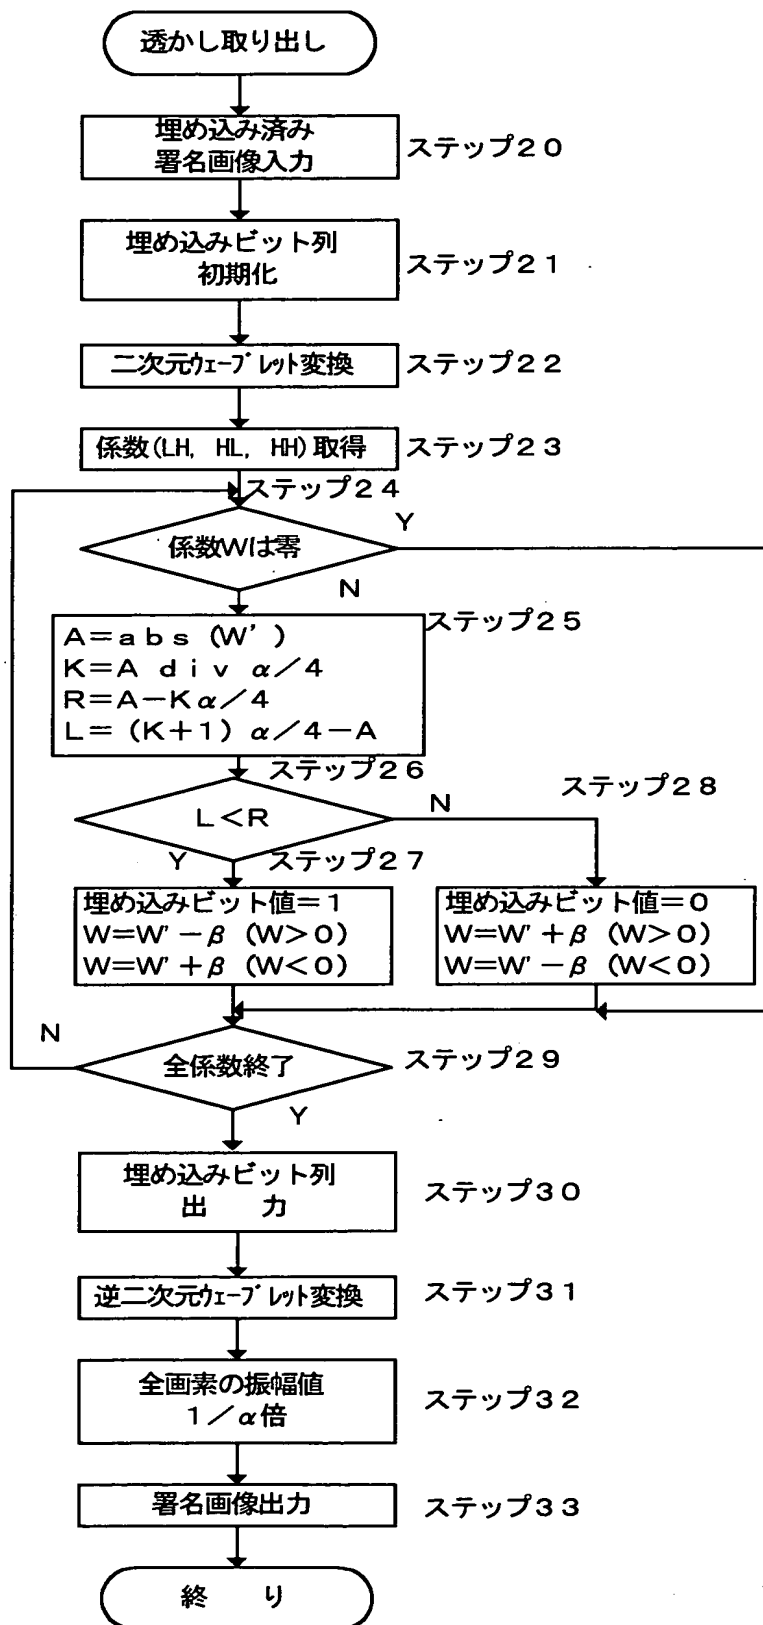 透かし取り出し
埋め込み済み
署名画像入力
ステップ20
埋め込みビット列
初期化
ステップ21
二次元ウェーブレット変換
ステップ22
係数(LH, HL, HH)取得
ステップ23
ステップ24
係数Wは零
Y
N
ステップ25
A=abs(W')
K=A div α/4
R=A-Kα/4
L=(K+1)α/4-A
ステップ26
L<R
N
ステップ28
Y
ステップ27
埋め込みビット値=1
W=W'-β(W>0)
W=W'+β(W<0)
埋め込みビット値=0
W=W'+β(W>0)
W=W'-β(W<0)
N
全係数終了
ステップ29
Y
埋め込みビット列
出 力
ステップ30
逆二次元ウェーブレット変換
ステップ31
全画素の振幅値
1/α倍
ステップ32
署名画像出力
ステップ33
終 り